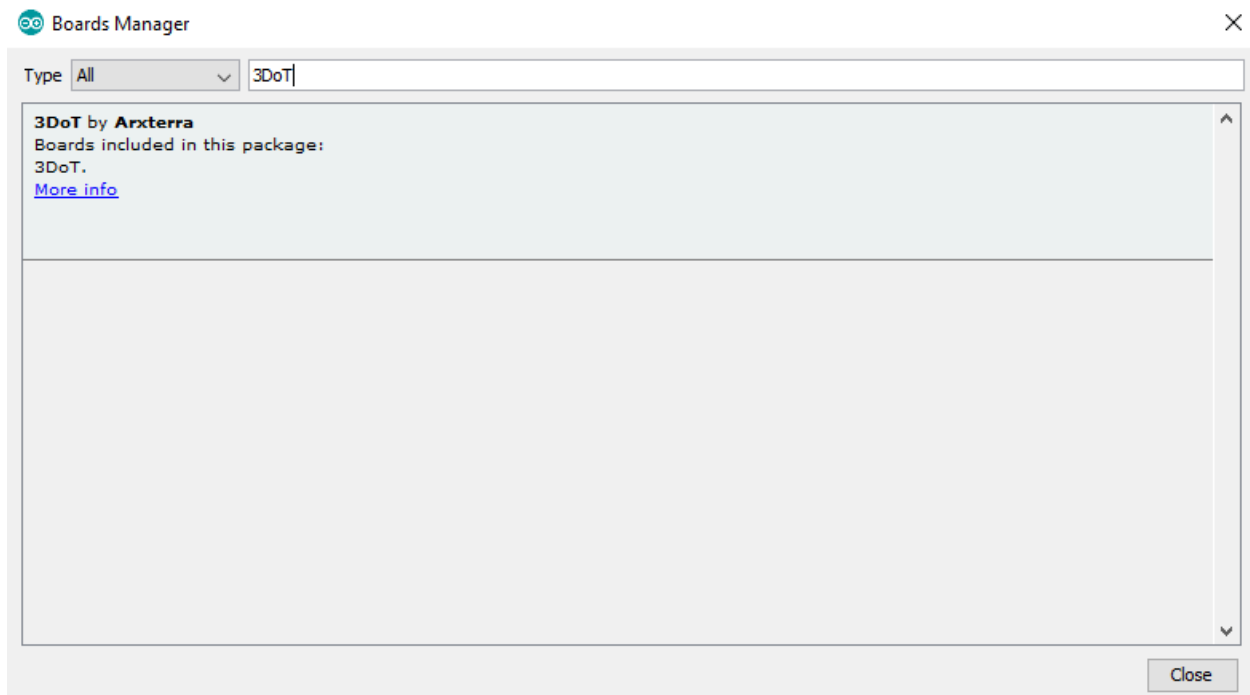 Boards Manager
Type All 3DoT
3DoT by Arxterra
Boards included in this package:
3DoT.
More info
Close